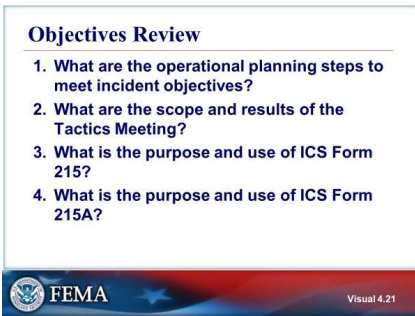 Objectives Review
1. What are the operational planning steps to
meet incident objectives?
2. What are the scope and results of the
Tactics Meeting?
3. What is the purpose and use of ICS Form
215?
4. What is the purpose and use of ICS Form
215A?
FEMA
Visual 4.21